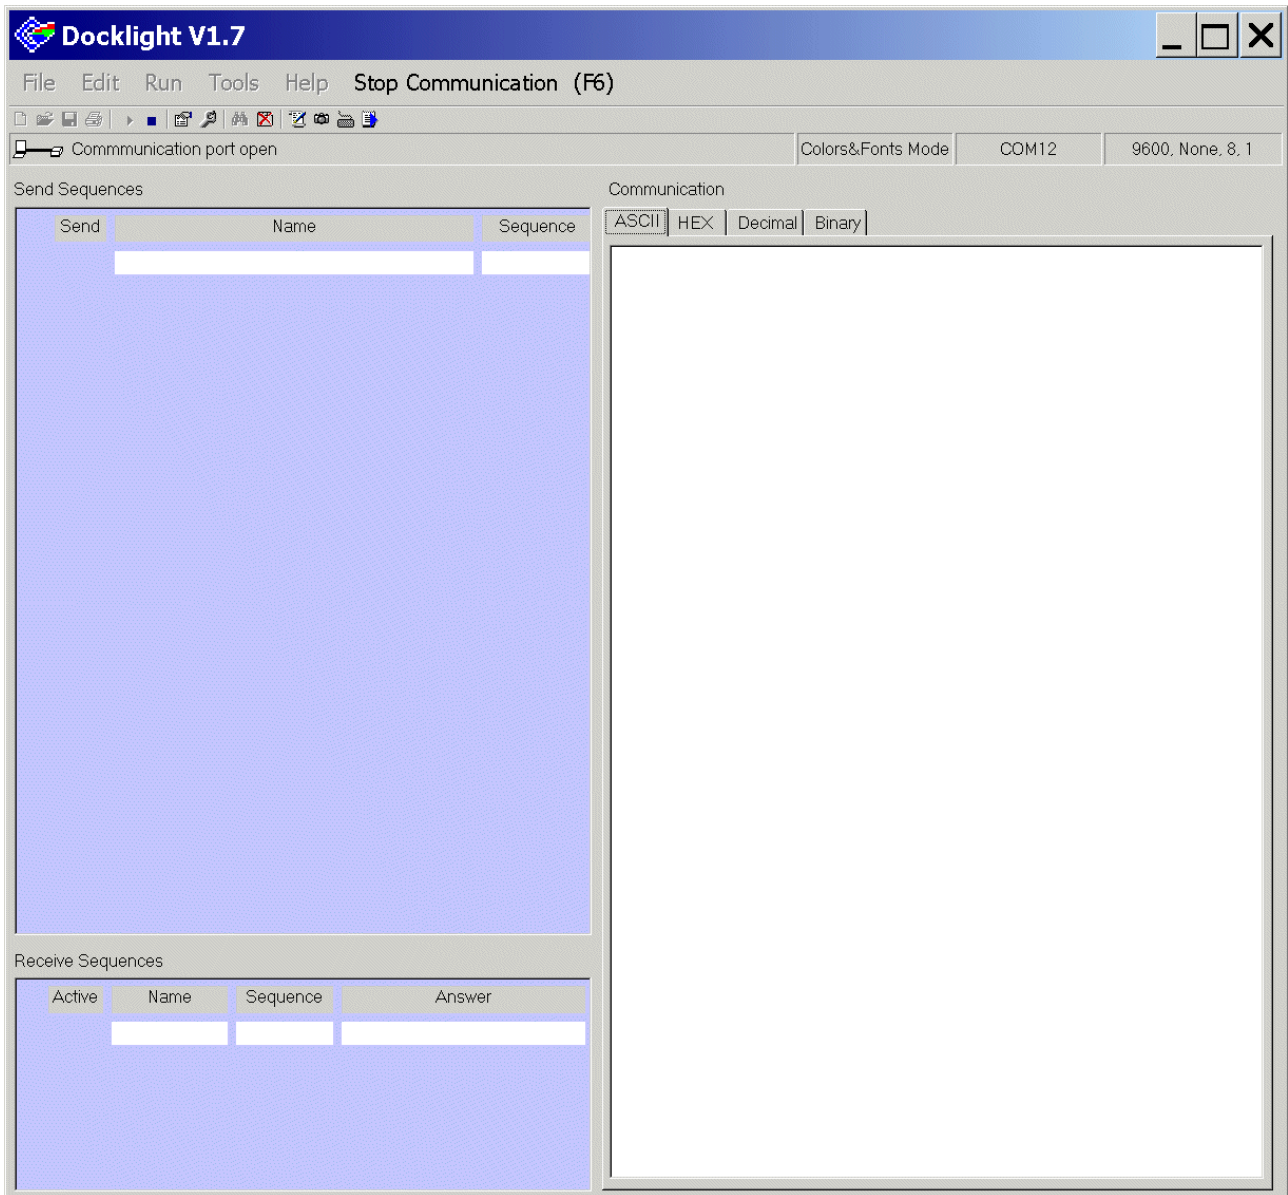 Docklight V1.7
File Edit Run Tools Help Stop Communication (F6)
Commmunication port open Colors&Fonts Mode COM12 9600, None, 8, 1
Send Sequences
Send Name Sequence
Communication
ASCII HEX Decimal Binary
Receive Sequences
Active Name Sequence Answer